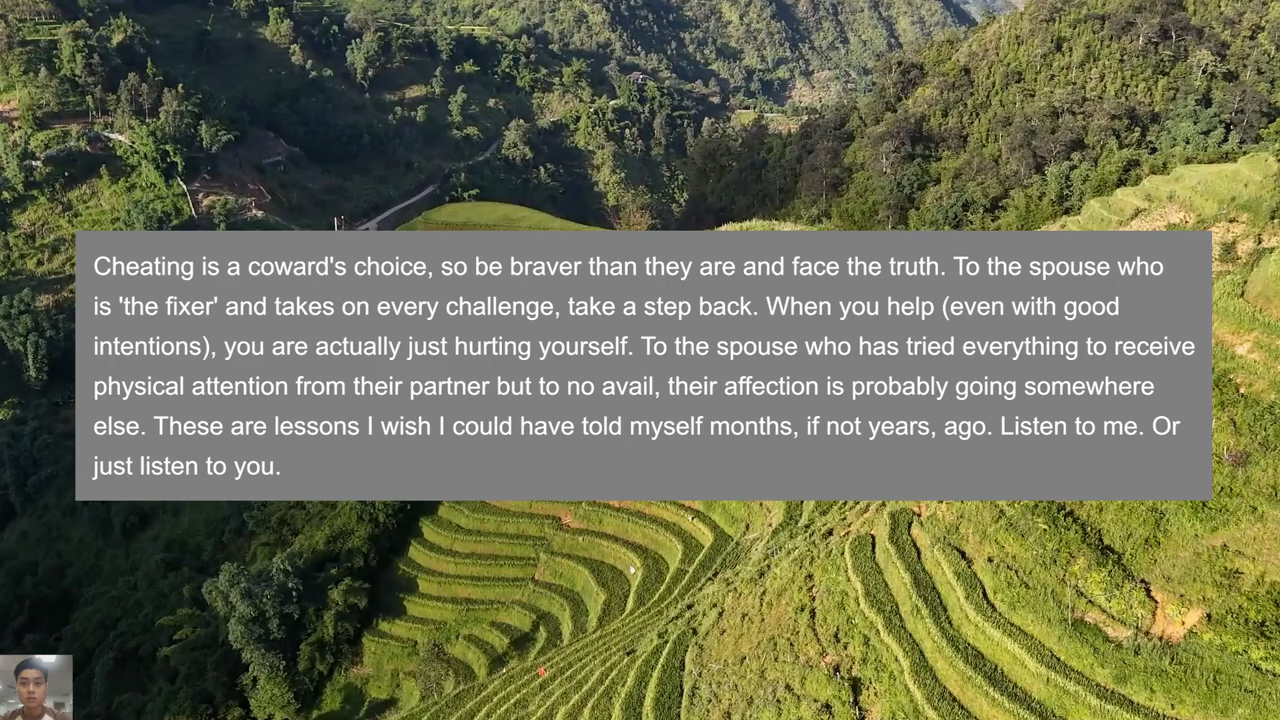 Cheating is a coward's choice, so be braver than they are and face the truth. To the spouse who
is 'the fixer' and takes on every challenge, take a step back. When you help (even with good
intentions), you are actually just hurting yourself. To the spouse who has tried everything to receive
physical attention from their partner but to no avail, their affection is probably going somewhere
else. These are lessons I wish I could have told myself months, if not years, ago. Listen to me. Or
just listen to you.